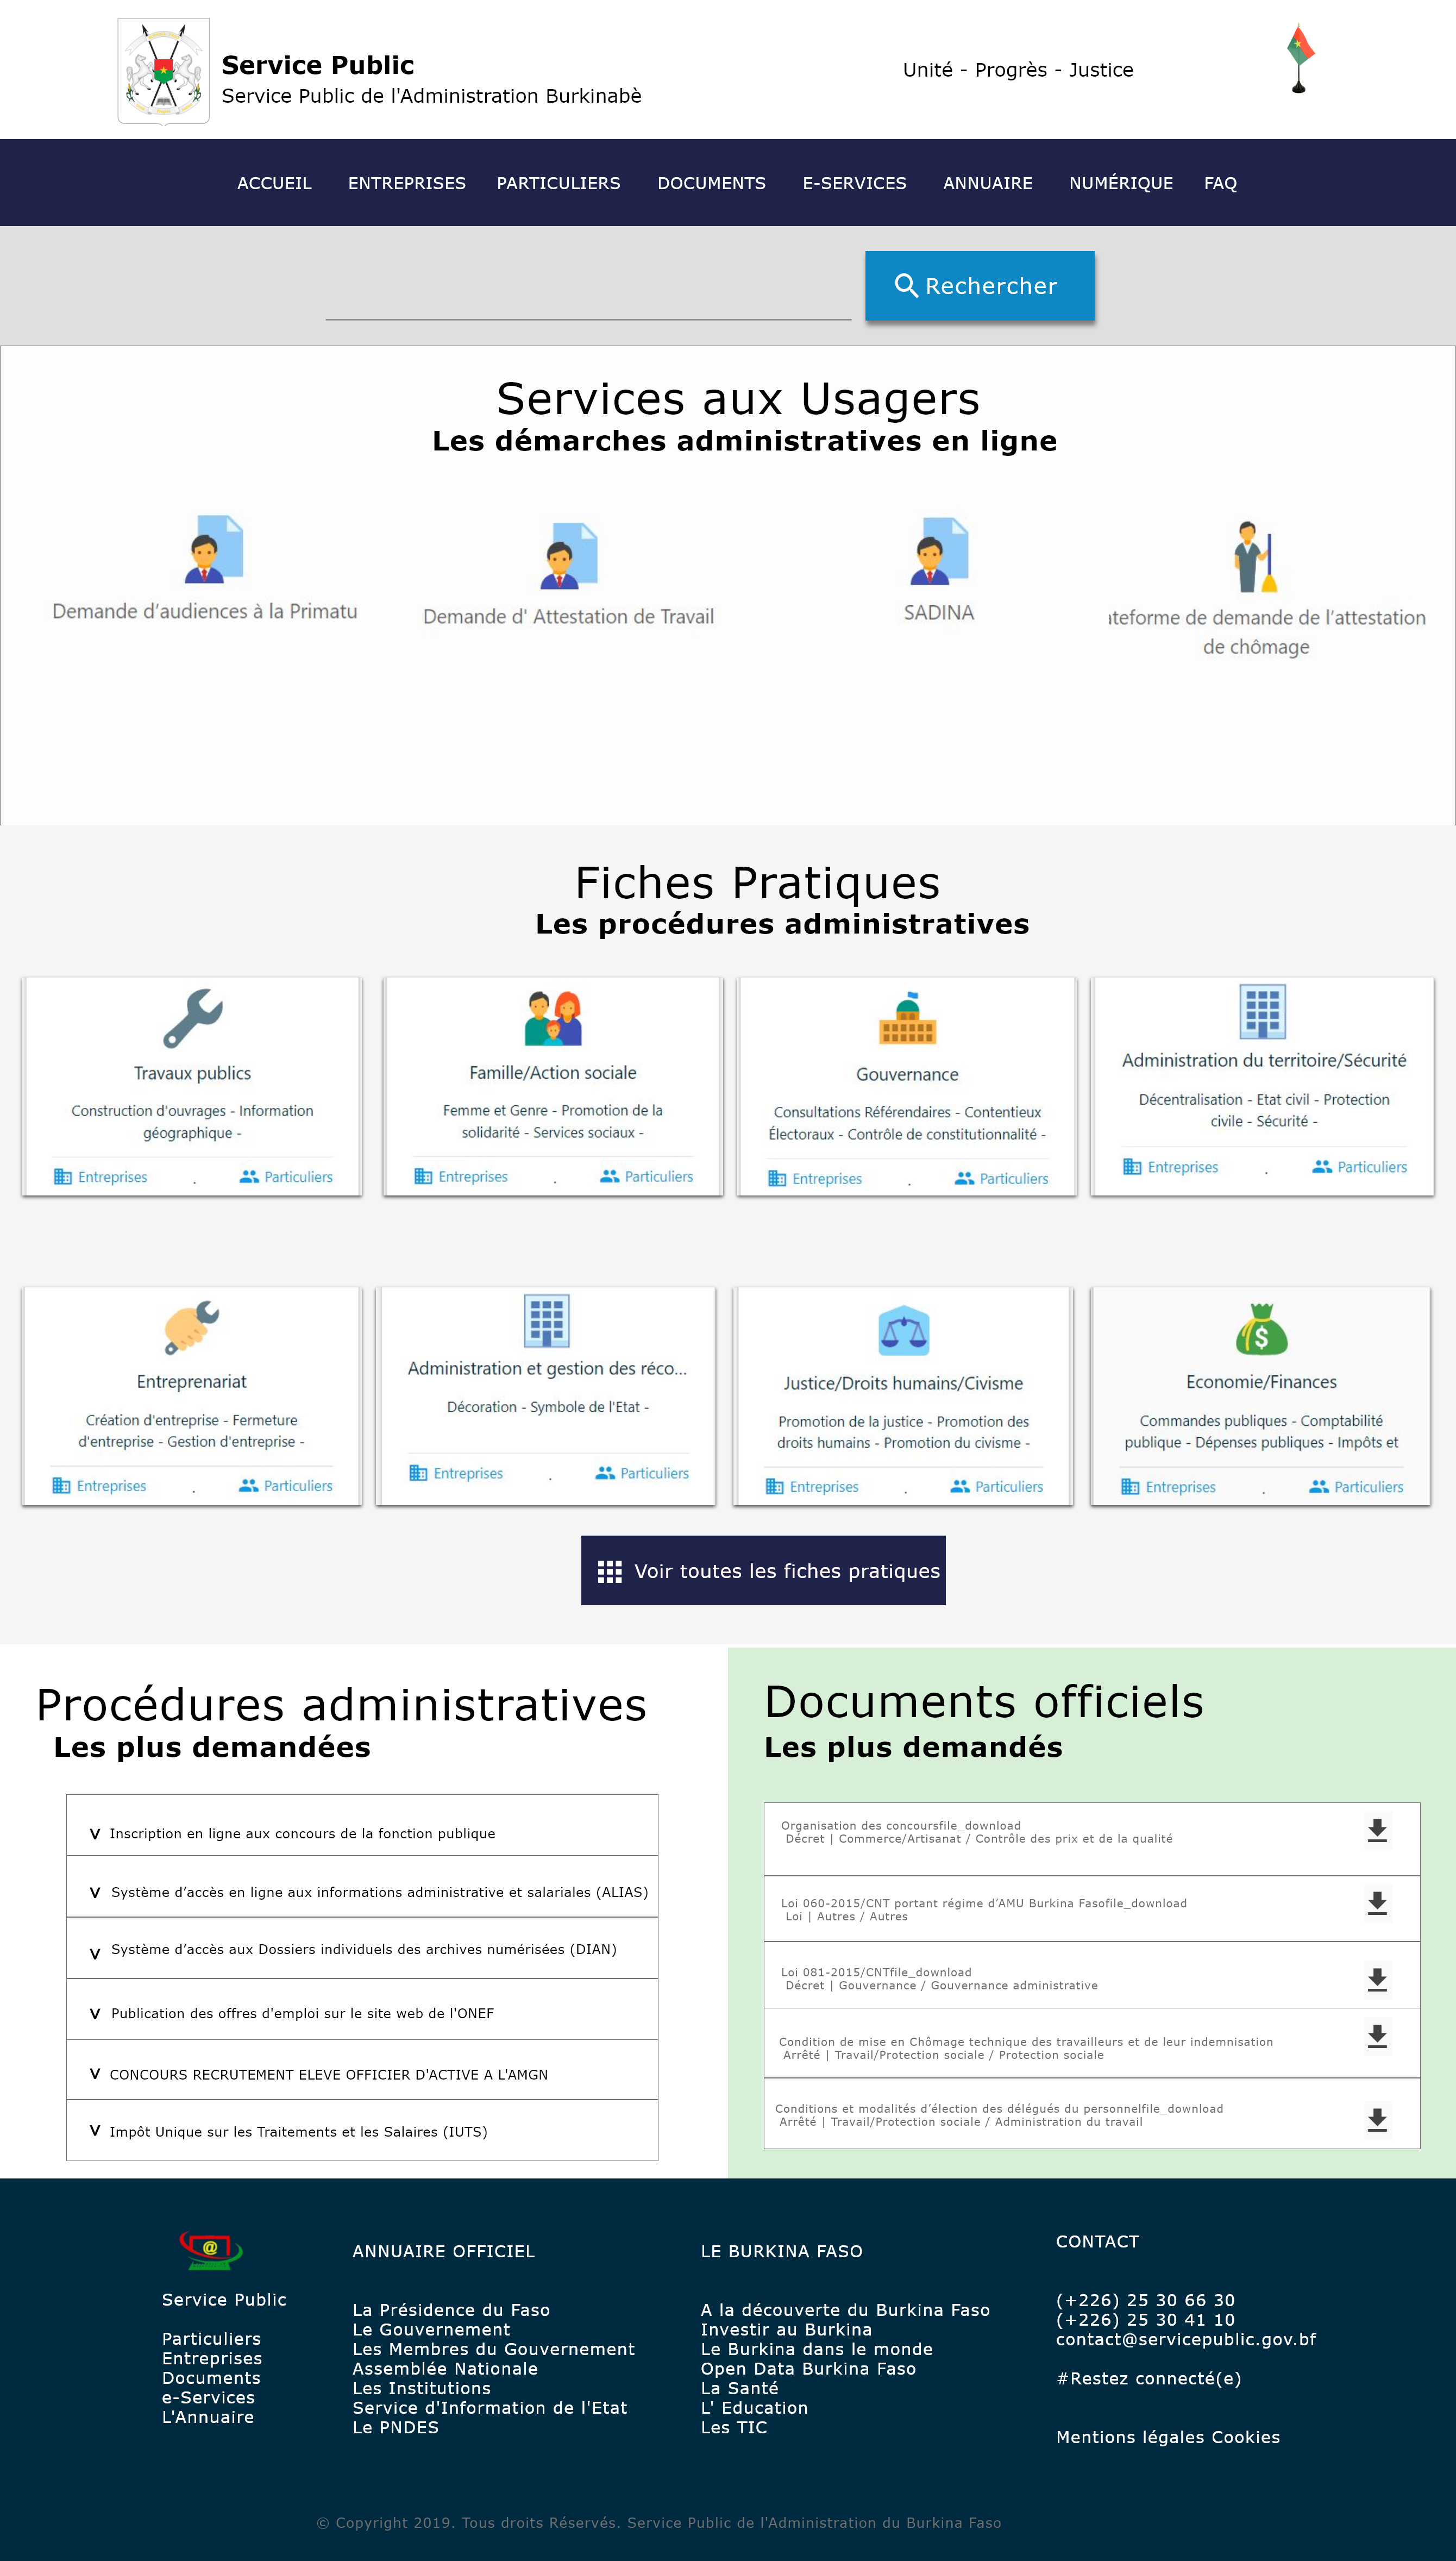 Service Public
Service Public de l'Administration Burkinabè
Unité - Progrès - Justice
ACCUEIL ENTREPRISES PARTICULIERS DOCUMENTS E-SERVICES ANNUAIRE NUMÉRIQUE FAQ
Rechercher
Services aux Usagers
Les démarches administratives en ligne
Demande d’audiences à la Primatu
Demande d' Attestation de Travail
SADINA
ateforme de demande de l’attestation
de chômage
Fiches Pratiques
Les procédures administratives
Travaux publics
Construction d'ouvrages - Information
géographique -
Entreprises . Particuliers
Famille/Action sociale
Femme et Genre - Promotion de la
solidarité - Services sociaux -
Entreprises . Particuliers
Gouvernance
Consultations Référendaires - Contentieux
Électoraux - Contrôle de constitutionnalité -
Entreprises . Particuliers
Administration du territoire/Sécurité
Décentralisation - Etat civil - Protection
civile - Sécurité -
Entreprises . Particuliers
Entreprenariat
Création d'entreprise - Fermeture
d'entreprise - Gestion d'entreprise -
Entreprises . Particuliers
Administration et gestion des réco...
Décoration - Symbole de l'Etat -
Entreprises . Particuliers
Justice/Droits humains/Civisme
Promotion de la justice - Promotion des
droits humains - Promotion du civisme -
Entreprises . Particuliers
Economie/Finances
Commandes publiques - Comptabilité
publique - Dépenses publiques - Impôts et
Entreprises . Particuliers
Voir toutes les fiches pratiques
Procédures administratives
Les plus demandées
v Inscription en ligne aux concours de la fonction publique
v Système d’accès en ligne aux informations administrative et salariales (ALIAS)
v Système d’accès aux Dossiers individuels des archives numérisées (DIAN)
v Publication des offres d'emploi sur le site web de l'ONEF
v CONCOURS RECRUTEMENT ELEVE OFFICIER D'ACTIVE A L'AMGN
v Impôt Unique sur les Traitements et les Salaires (IUTS)
Documents officiels
Les plus demandés
Organisation des concoursfile_download
Décret | Commerce/Artisanat / Contrôle des prix et de la qualité
Loi 060-2015/CNT portant régime d’AMU Burkina Fasofile_download
Loi | Autres / Autres
Loi 081-2015/CNTfile_download
Décret | Gouvernance / Gouvernance administrative
Condition de mise en Chômage technique des travailleurs et de leur indemnisation
Arrêté | Travail/Protection sociale / Protection sociale
Conditions et modalités d’élection des délégués du personnelfile_download
Arrêté | Travail/Protection sociale / Administration du travail
@
Service Public
Particuliers
Entreprises
Documents
e-Services
L'Annuaire
ANNUAIRE OFFICIEL
La Présidence du Faso
Le Gouvernement
Les Membres du Gouvernement
Assemblée Nationale
Les Institutions
Service d'Information de l'Etat
Le PNDES
LE BURKINA FASO
A la découverte du Burkina Faso
Investir au Burkina
Le Burkina dans le monde
Open Data Burkina Faso
La Santé
L' Education
Les TIC
CONTACT
(+226) 25 30 66 30
(+226) 25 30 41 10
contact@servicepublic.gov.bf
#Restez connecté(e)
Mentions légales Cookies
© Copyright 2019. Tous droits Réservés. Service Public de l'Administration du Burkina Faso